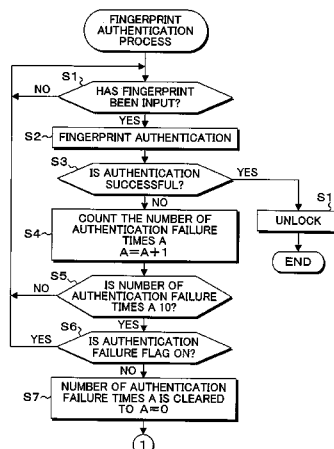 FINGERPRINT
AUTHENTICATION
PROCESS
S1
HAS FINGERPRINT
BEEN INPUT?
NO
YES
S2
FINGERPRINT AUTHENTICATION
S3
IS AUTHENTICATION
SUCCESSFUL?
YES
NO
S1
UNLOCK
END
S4
COUNT THE NUMBER OF
AUTHENTICATION FAILURE
TIMES A
A=A+1
S5
IS NUMBER OF
AUTHENTICATION FAILURE
TIMES A 10?
NO
YES
S6
IS AUTHENTICATION
FAILURE FLAG ON?
YES
NO
S7
NUMBER OF AUTHENTICATION
FAILURE TIMES A IS CLEARED
TO A=0
1